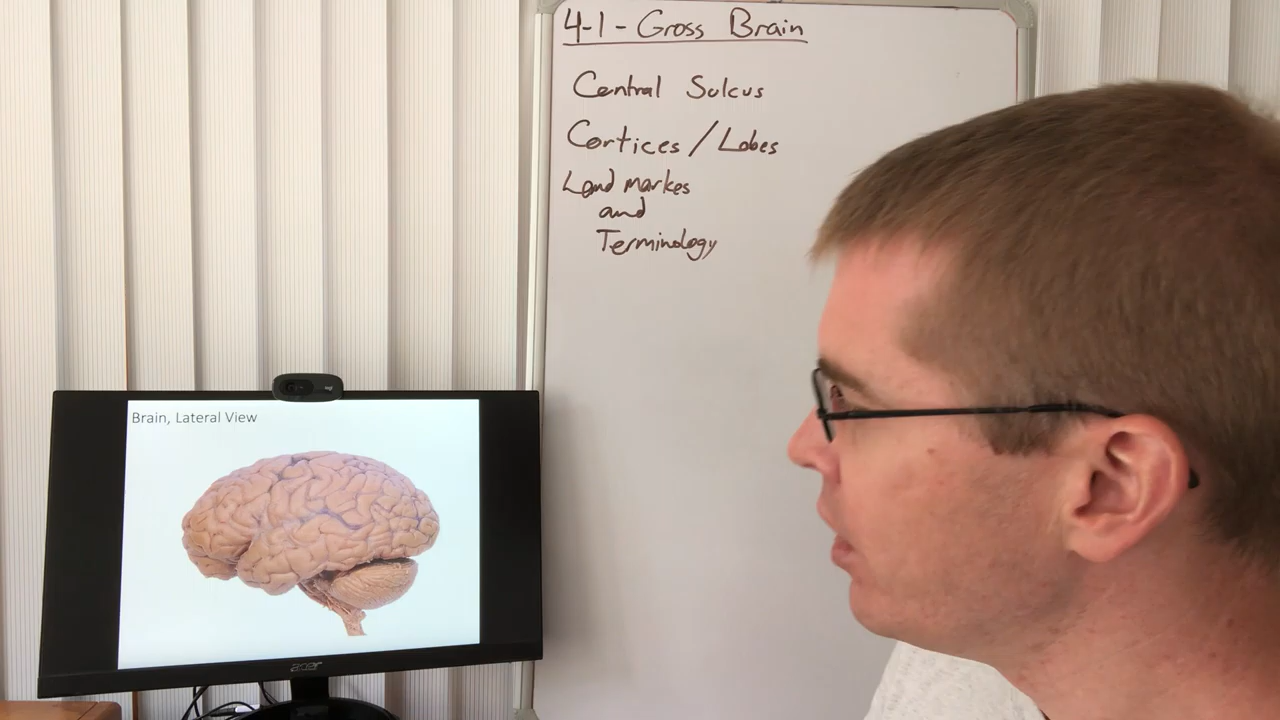 4-1 - Gross Brain
Central Sulcus
Cortices / Lobes
Land markes
and
Terminology
Brain, Lateral View
acer